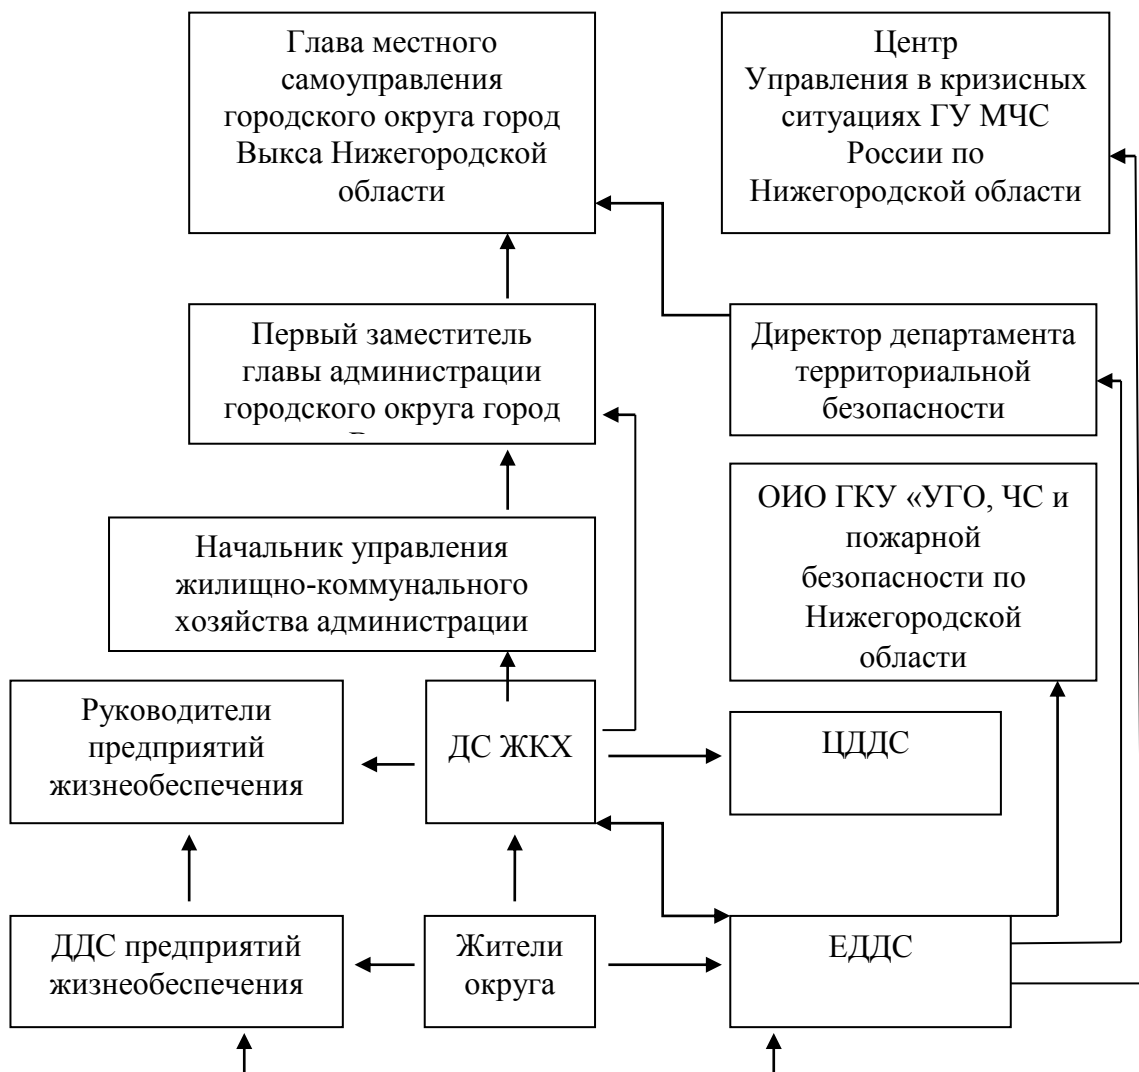 Глава местного
самоуправления
городского округа город
Выкса Нижегородской
области
Центр
Управления в кризисных
ситуациях ГУ МЧС
России по
Нижегородской области
Первый заместитель
главы администрации
городского округа город
Директор департамента
территориальной
безопасности
ОИО ГКУ «УГО, ЧС и
пожарной
безопасности по
Нижегородской
области
Начальник управления
жилищно-коммунального
хозяйства администрации
Руководители
предприятий
жизнеобеспечения
ДС ЖКХ
ЦДДС
ДДС предприятий
жизнеобеспечения
Жители
округа
ЕДДС